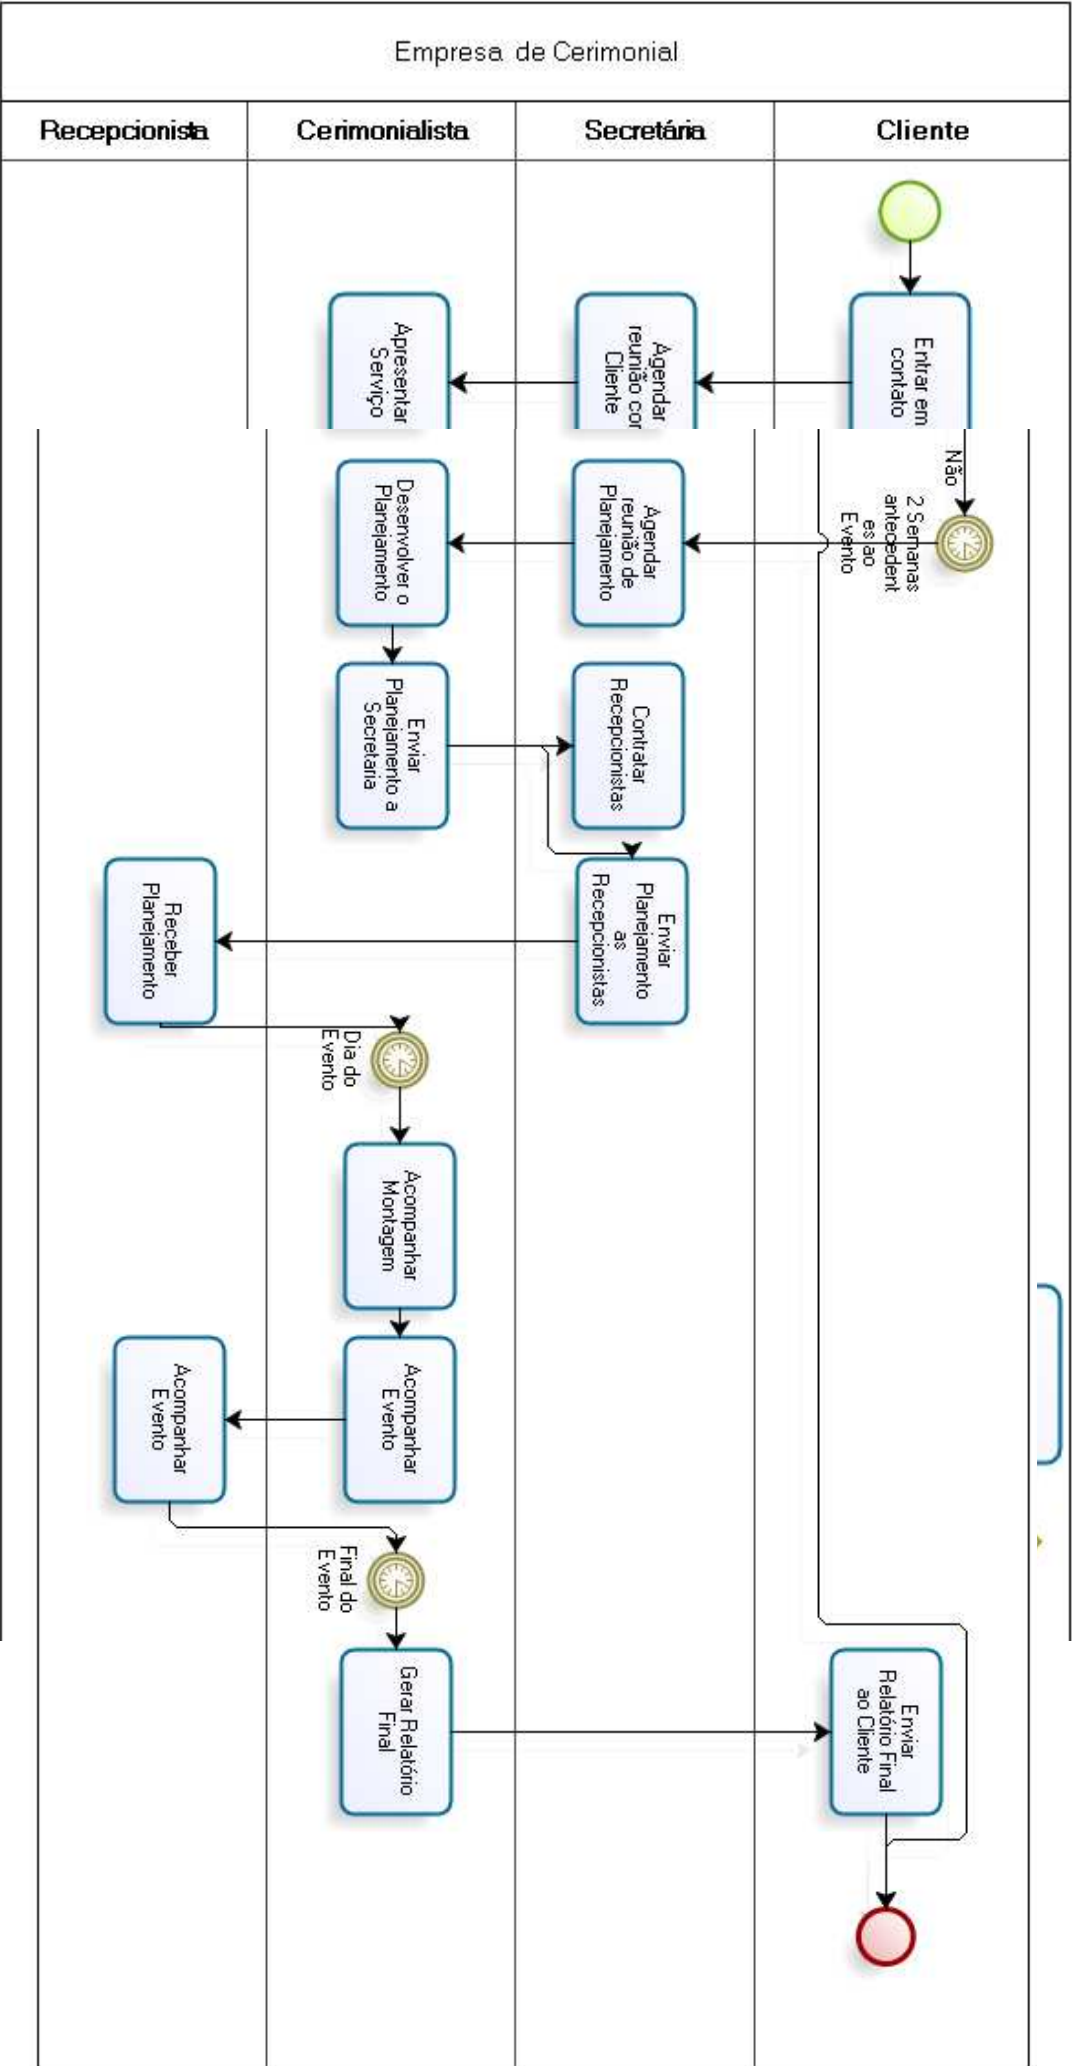 Empresa de Cerimonial
Recepcionista
Cerimonialista
Secretária
Cliente
Apresentar
Serviço
Agendar
reunião co
Cliente
Entrar em
contato
Não
2 Semanas
antecedent
es ao
Evento
Desenvolver o
Planejamento
Agendar
reunião de
Planejamento
Enviar
Planejamento a
Secretaria
Contratar
Recepcionistas
Receber
Planejamento
Enviar
Planejamento
as
Recepcionistas
Dia do
Evento
Acompanhar
Montagem
Acompanhar
Evento
Acompanhar
Evento
Final do
Evento
Gerar Relatório
Final
Enviar
Relatório Final
ao Cliente